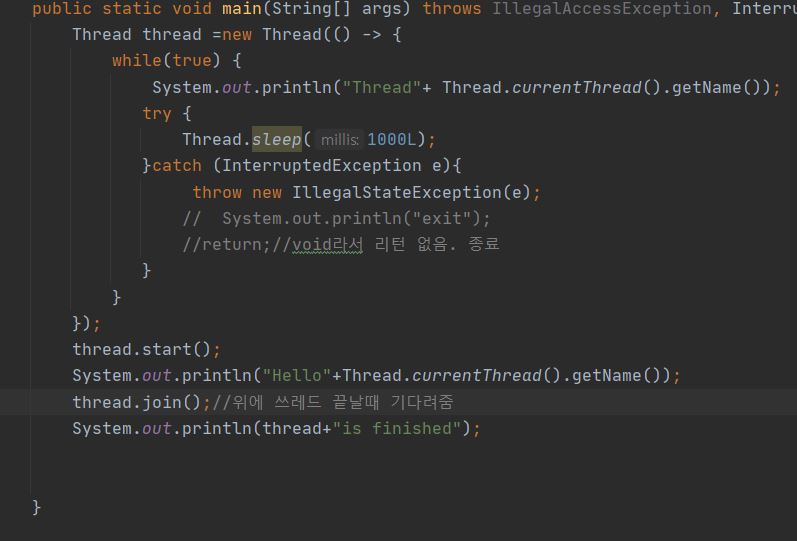 public static void main(String[] args) throws IllegalAccessException, Interru
Thread thread =new Thread(() -> {
while(true) {
System.out.println("Thread"+ Thread.currentThread().getName());
try {
Thread.sleep( millis: 1000L);
}catch (InterruptedException e){
throw new IllegalStateException(e);
//  System.out.println("exit");
//return;//void라서 리턴 없음. 종료
}
}
});
thread.start();
System.out.println("Hello"+Thread.currentThread().getName());
thread.join();//위에 쓰레드 끝날때 기다려줌
System.out.println(thread+"is finished");
}